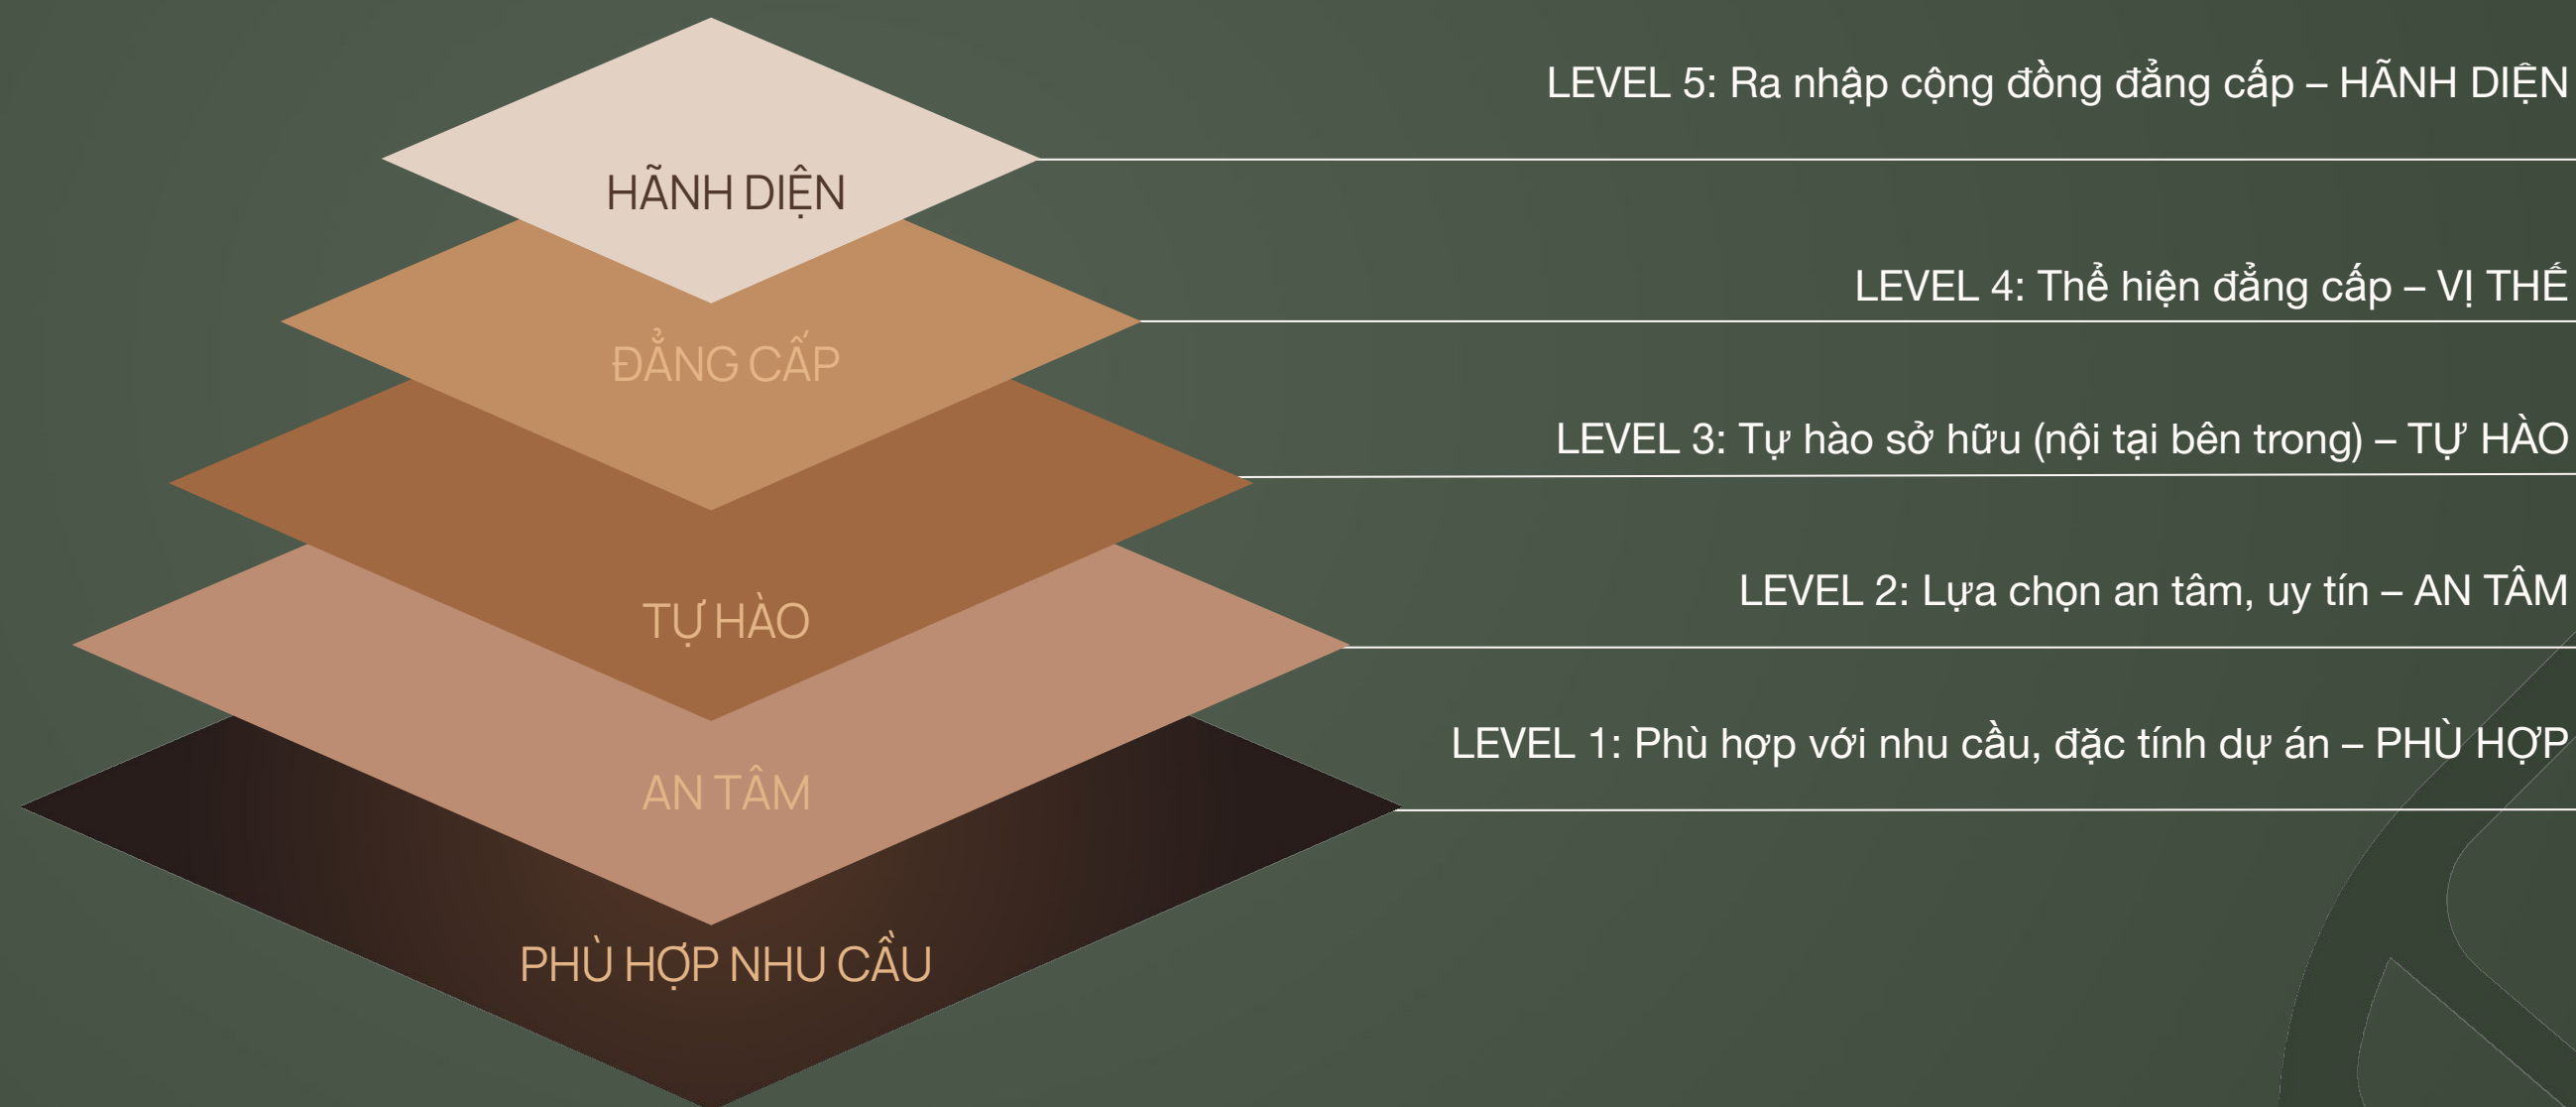 HÃNH DIỆN
LEVEL 5: Ra nhập cộng đồng đẳng cấp – HÃNH DIỆN
ĐẲNG CẤP
LEVEL 4: Thể hiện đẳng cấp – VỊ THẾ
TỰ HÀO
LEVEL 3: Tự hào sở hữu (nội tại bên trong) – TỰ HÀO
AN TÂM
LEVEL 2: Lựa chọn an tâm, uy tín – AN TÂM
PHÙ HỢP NHU CẦU
LEVEL 1: Phù hợp với nhu cầu, đặc tính dự án – PHÙ HỢP